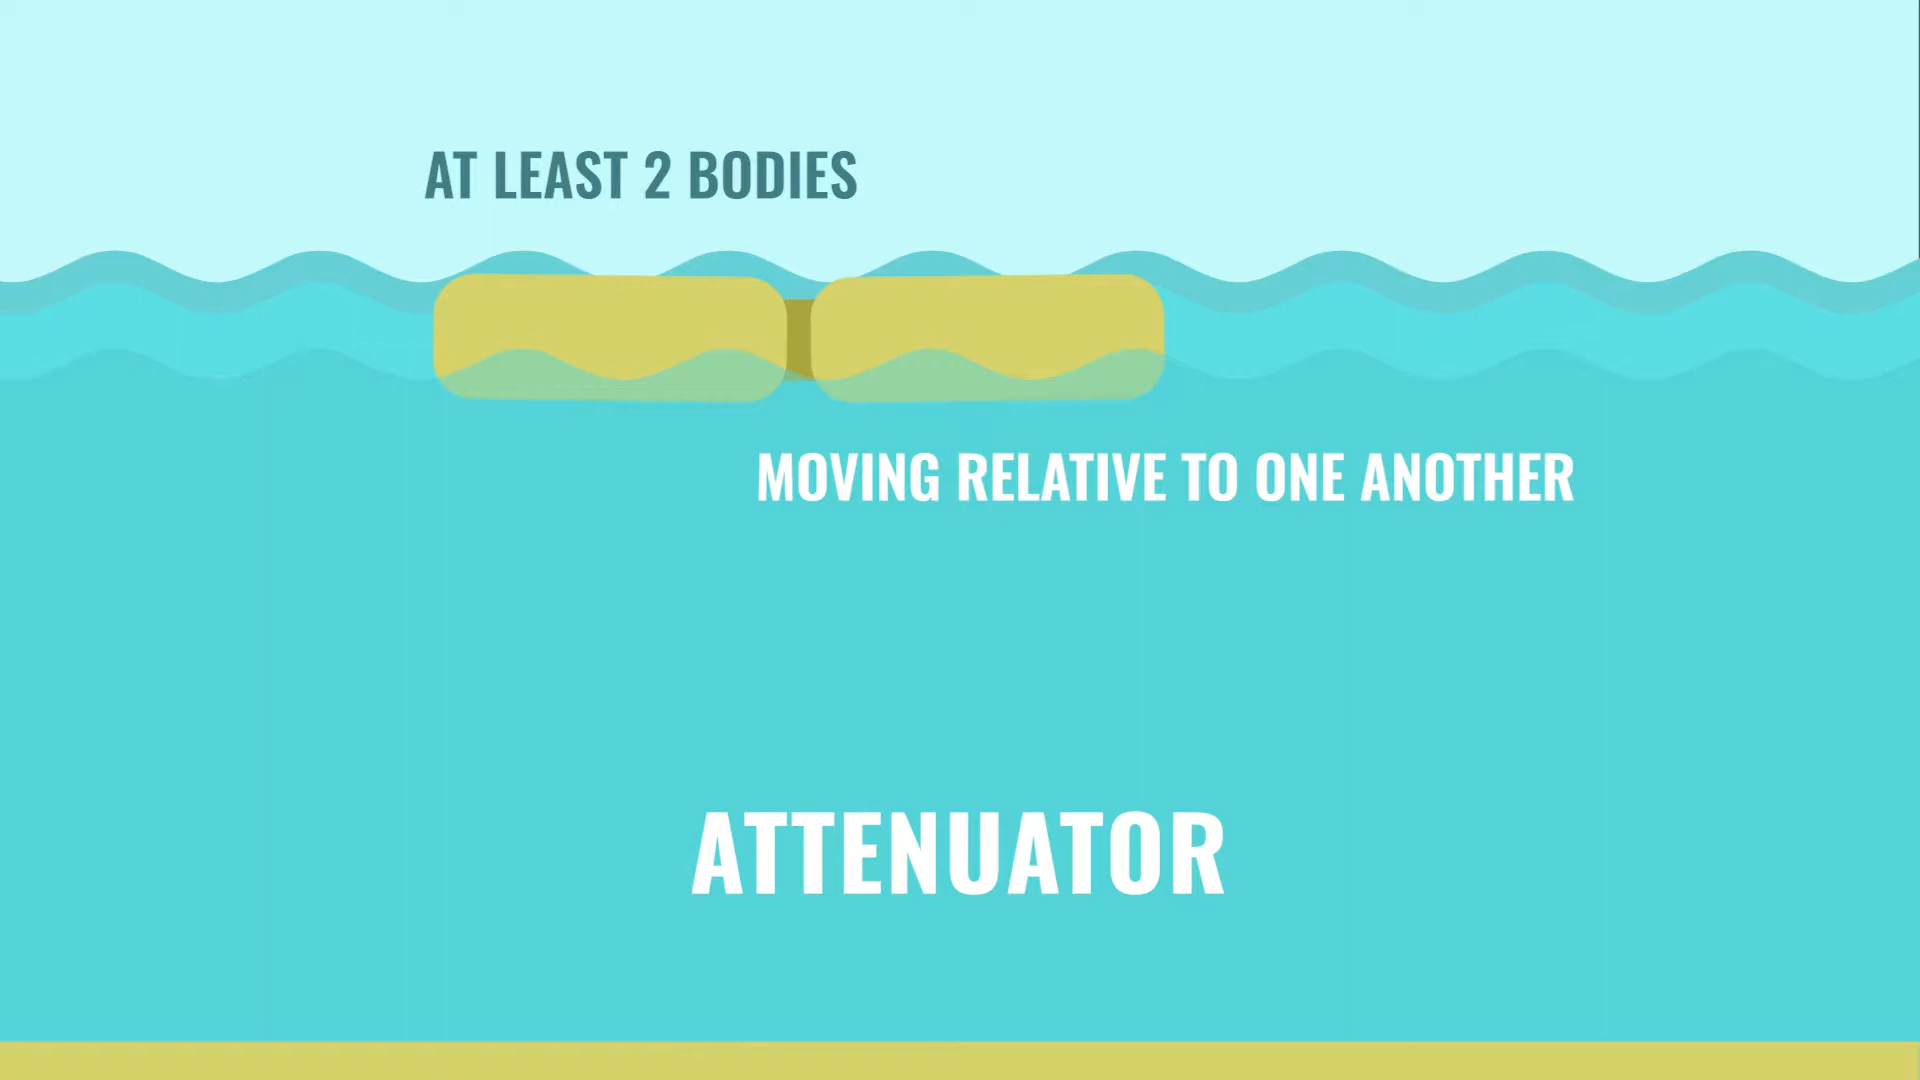 AT LEAST 2 BODIES
MOVING RELATIVE TO ONE ANOTHER
ATTENUATOR